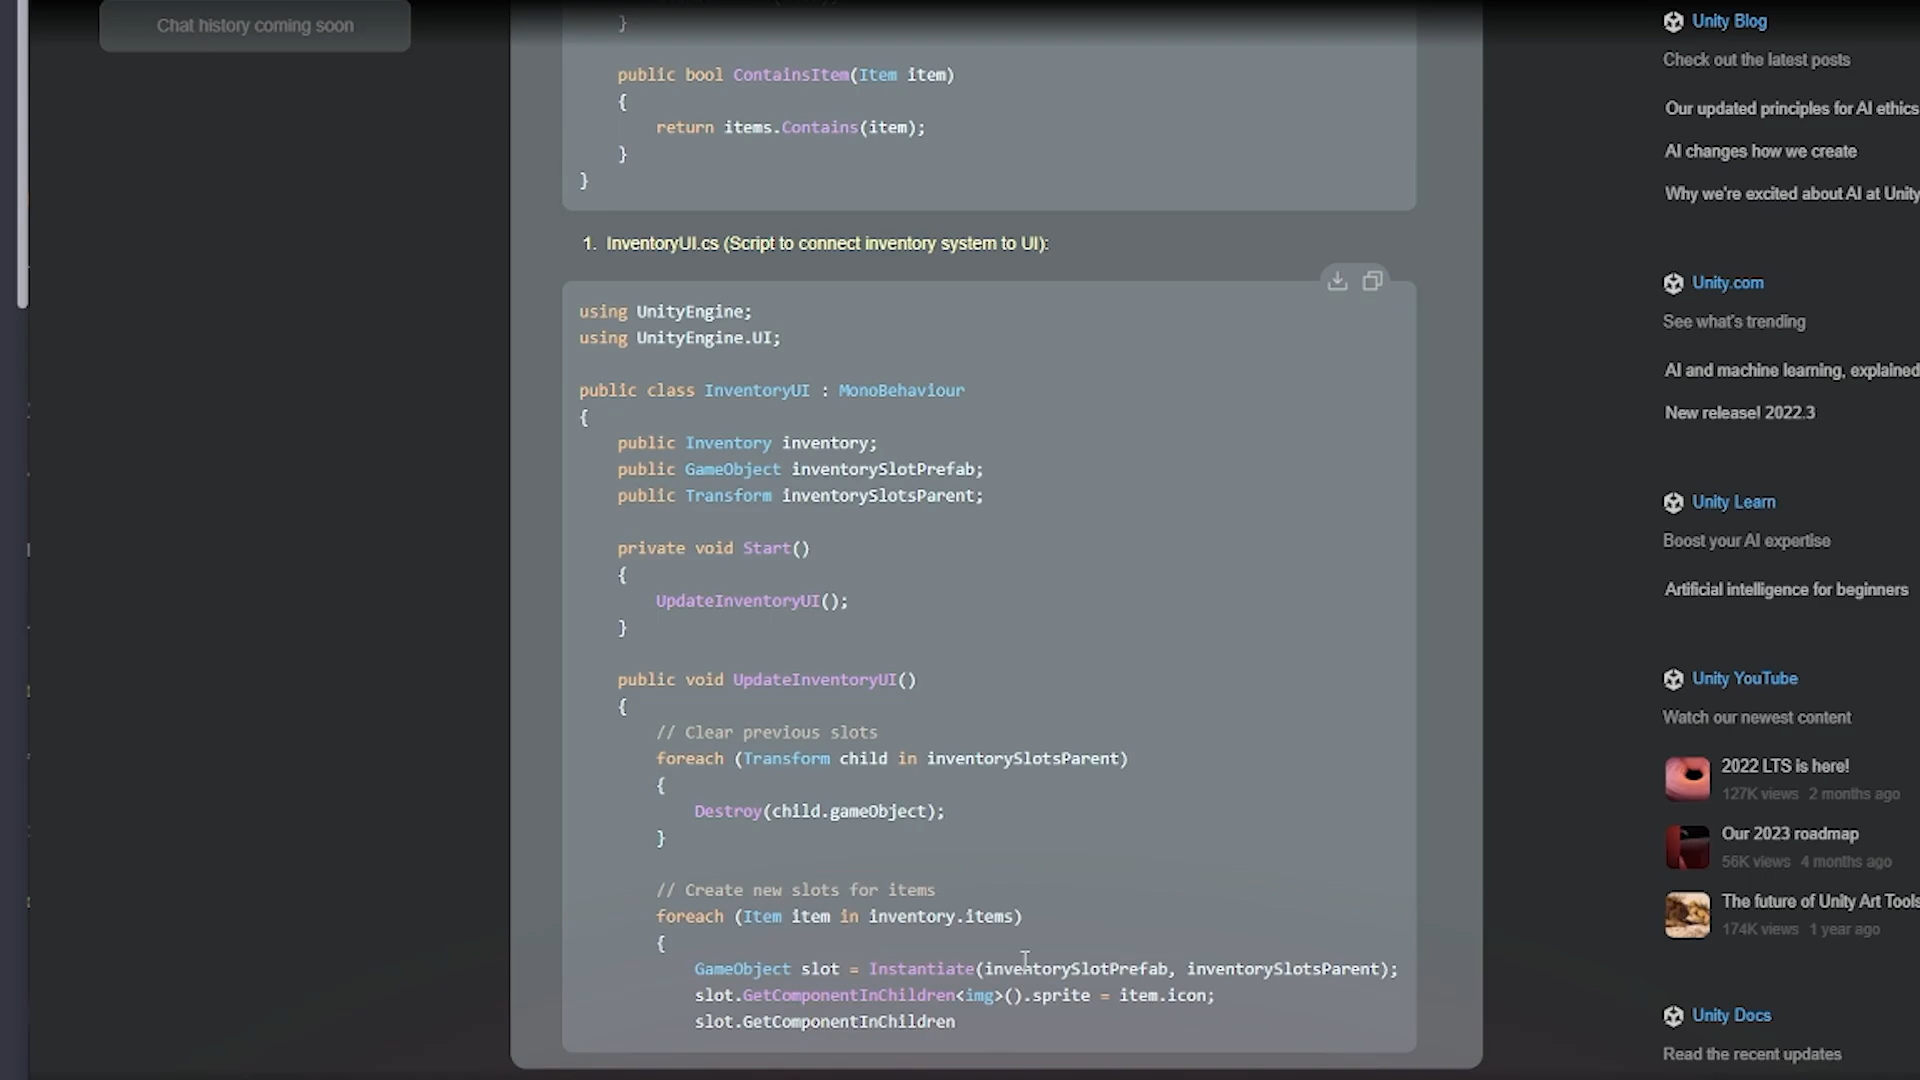 Chat history coming soon
}
public bool ContainsItem(Item item)
{
return items.Contains(item);
}
}
1. InventoryUI.cs (Script to connect inventory system to UI):
using UnityEngine;
using UnityEngine.UI;
public class InventoryUI : MonoBehaviour
{
public Inventory inventory;
public GameObject inventorySlotPrefab;
public Transform inventorySlotsParent;
private void Start()
{
UpdateInventoryUI();
}
public void UpdateInventoryUI()
{
// Clear previous slots
foreach (Transform child in inventorySlotsParent)
{
Destroy(child.gameObject);
}
// Create new slots for items
foreach (Item item in inventory.items)
{
GameObject slot = Instantiate(inventorySlotPrefab, inventorySlotsParent);
slot.GetComponentInChildren<img>().sprite = item.icon;
slot.GetComponentInChildren
Unity Blog
Check out the latest posts
Our updated principles for AI ethics
AI changes how we create
Why we're excited about AI at Unity
Unity.com
See what's trending
AI and machine learning, explained
New release! 2022.3
Unity Learn
Boost your AI expertise
Artificial intelligence for beginners
Unity YouTube
Watch our newest content
2022 LTS is here!
127K views 2 months ago
Our 2023 roadmap
56K views 4 months ago
The future of Unity Art Tools
174K views 1 year ago
Unity Docs
Read the recent updates